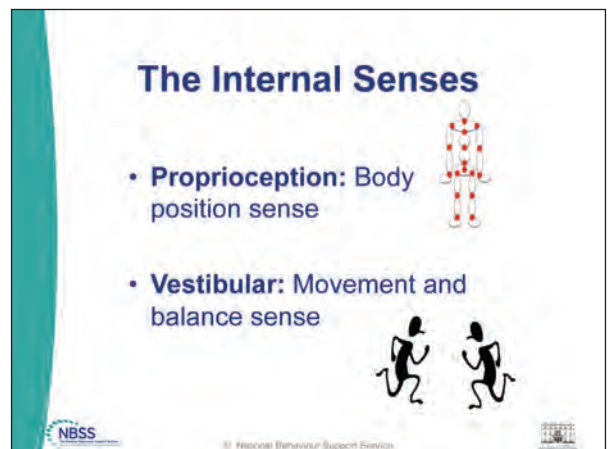 The Internal Senses
• Proprioception: Body
position sense
• Vestibular: Movement and
balance sense
NBSS
© National Behaviour Support Service